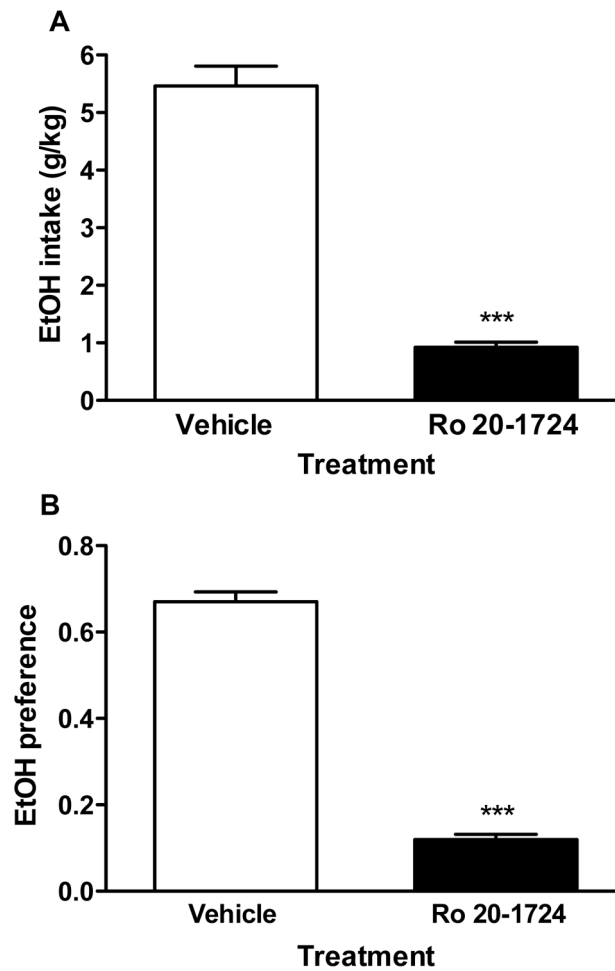 A
EtOH intake (g/kg)
6
5
4
3
2
1
0
***
Vehicle Ro 20-1724
Treatment
B
EtOH preference
0.8
0.6
0.4
0.2
0.0
***
Vehicle Ro 20-1724
Treatment